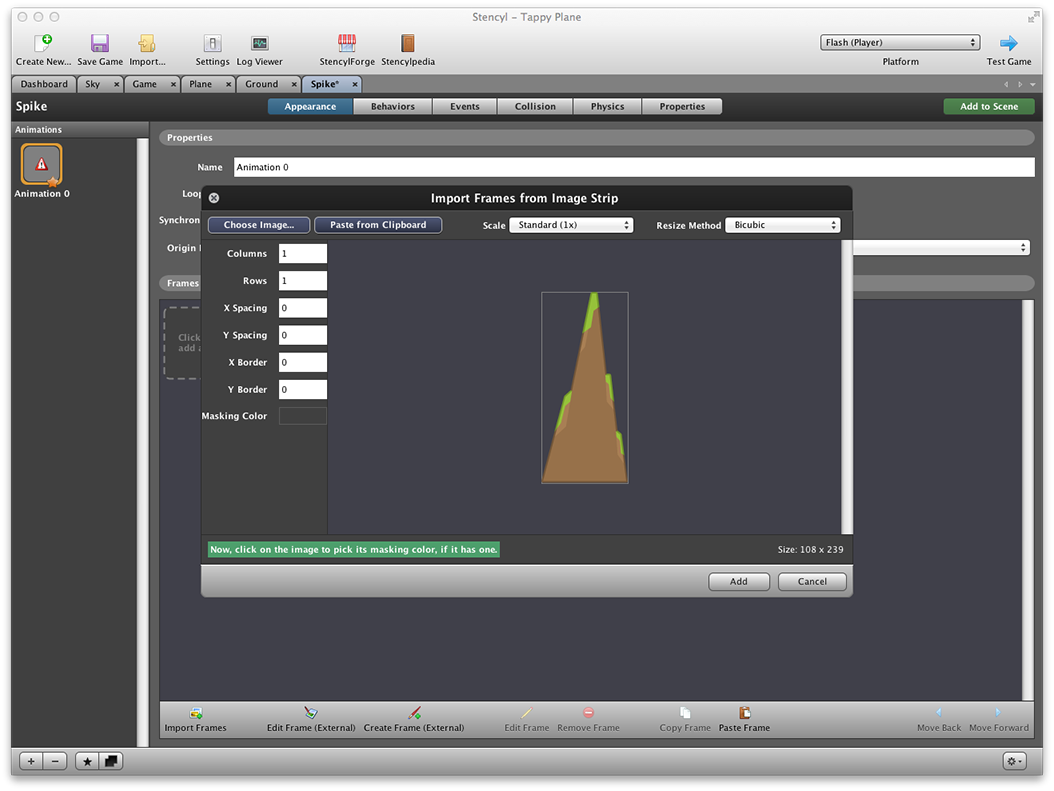 Stencyl – Tappy Plane
Create New... Save Game Import... Settings Log Viewer StencylForge Stencylpedia Flash (Player) Platform Test Game
Dashboard Sky Game Plane Ground Spike*
Spike Appearance Behaviors Events Collision Physics Properties Add to Scene
Animations
Animation 0
Properties
Name Animation 0
Loop
Synchron
Origin
Frames
Click
add a
Import Frames from Image Strip
Choose Image... Paste from Clipboard Scale Standard (1x) Resize Method Bicubic
Columns 1
Rows 1
X Spacing 0
Y Spacing 0
X Border 0
Y Border 0
Masking Color
Now, click on the image to pick its masking color, if it has one. Size: 108 x 239
Add Cancel
Import Frames Edit Frame (External) Create Frame (External) Edit Frame Remove Frame Copy Frame Paste Frame Move Back Move Forward